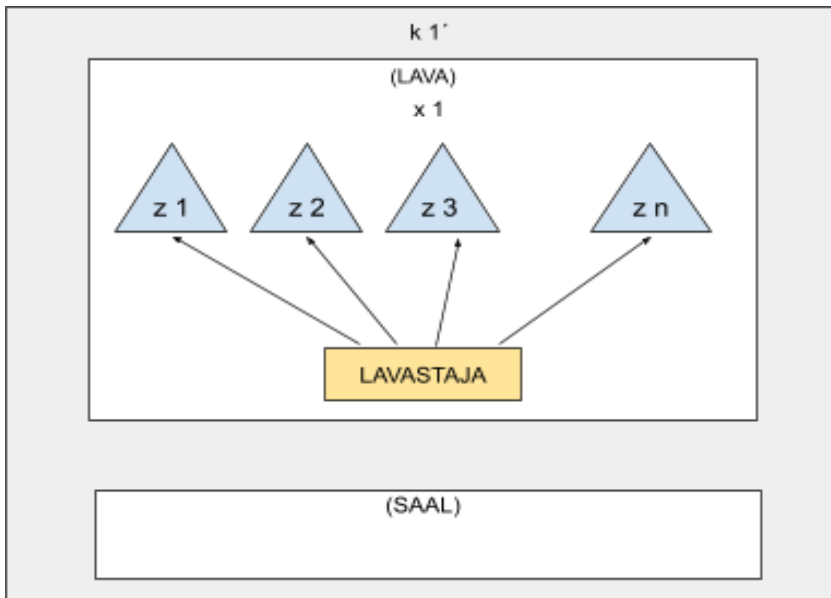 k 1´
(LAVA)
x 1
z 1 z 2 z 3 z n
LAVASTAJA
(SAAL)